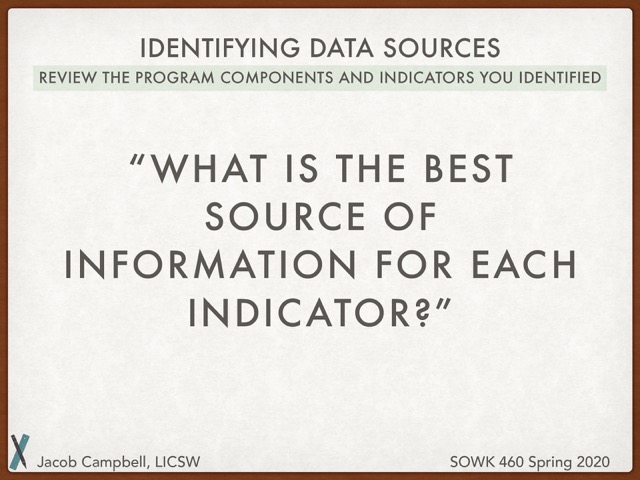 IDENTIFYING DATA SOURCES
REVIEW THE PROGRAM COMPONENTS AND INDICATORS YOU IDENTIFIED
“WHAT IS THE BEST
SOURCE OF
INFORMATION FOR EACH
INDICATOR?”
Jacob Campbell, LICSW
SOWK 460 Spring 2020